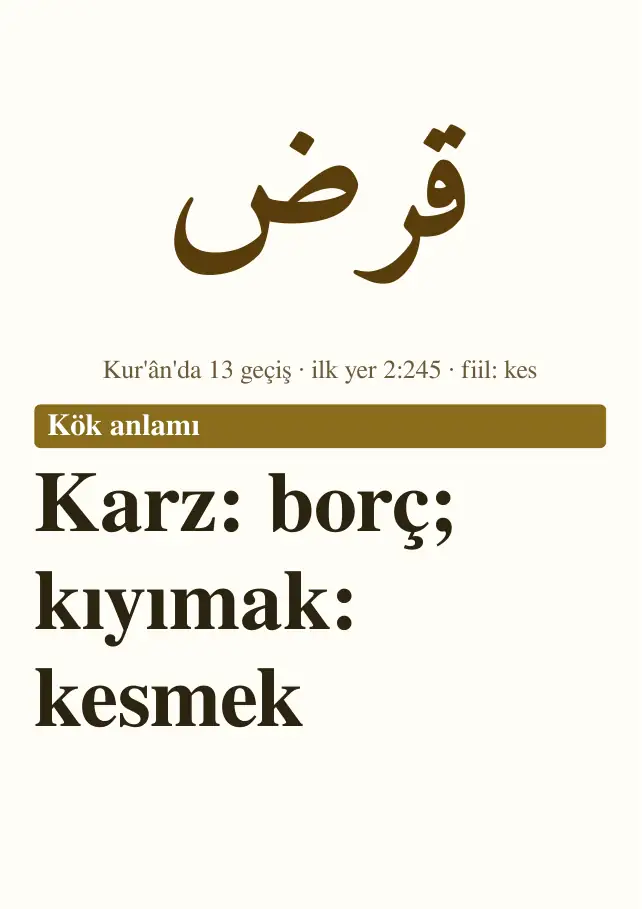 قرض
Kur'ân'da 13 geçiş · ilk yer 2:245 · fiil: kes
Kök anlamı
Karz: borç;
kıyımak:
kesmek